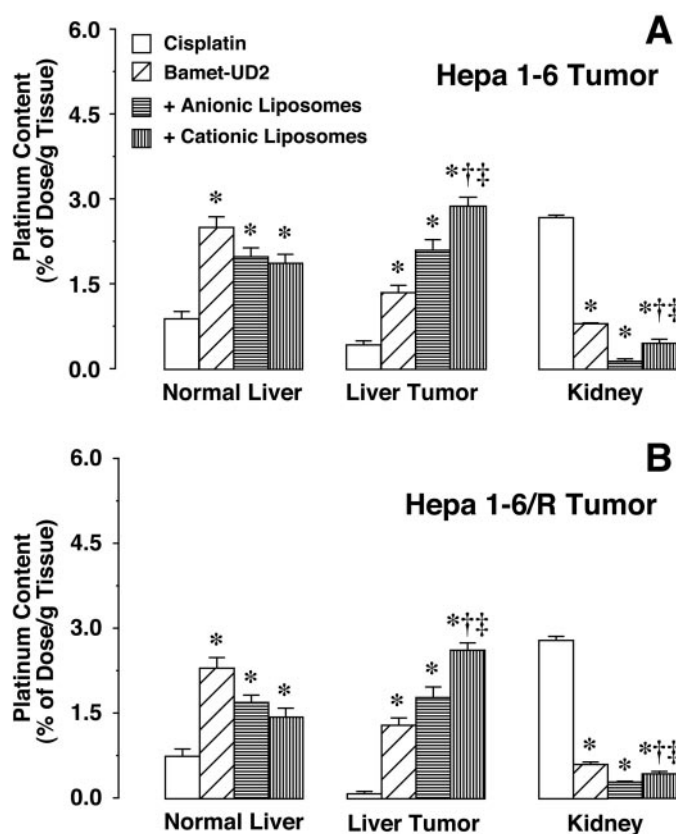 A
Hepa 1-6 Tumor
Cisplatin
Bamet-UD2
+ Anionic Liposomes
+ Cationic Liposomes
Platinum Content
(% of Dose/g Tissue)
6.0
4.5
3.0
1.5
0.0
* * *
* * *†‡
* * *†‡
Normal Liver Liver Tumor Kidney
B
Hepa 1-6/R Tumor
Platinum Content
(% of Dose/g Tissue)
6.0
4.5
3.0
1.5
0.0
* * *
* * *†‡
* * *†‡
Normal Liver Liver Tumor Kidney